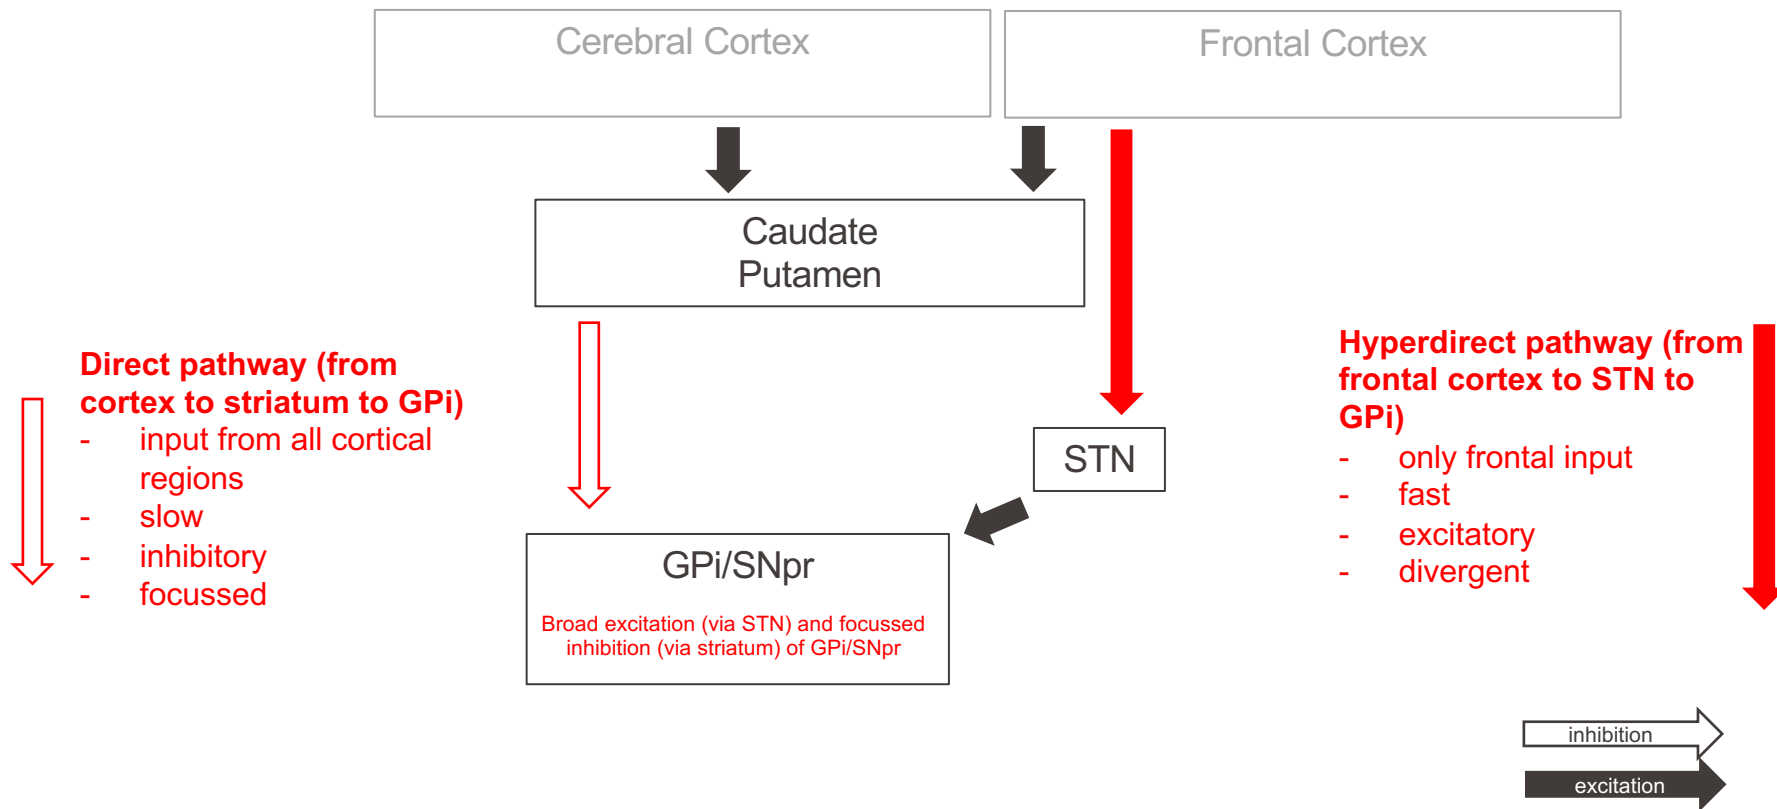 Cerebral Cortex
Frontal Cortex
Caudate
Putamen
Direct pathway (from
cortex to striatum to GPi)
- input from all cortical
regions
- slow
- inhibitory
- focussed
Hyperdirect pathway (from
frontal cortex to STN to
GPi)
- only frontal input
- fast
- excitatory
- divergent
STN
GPi/SNpr
Broad excitation (via STN) and focussed
inhibition (via striatum) of GPi/SNpr
inhibition
excitation